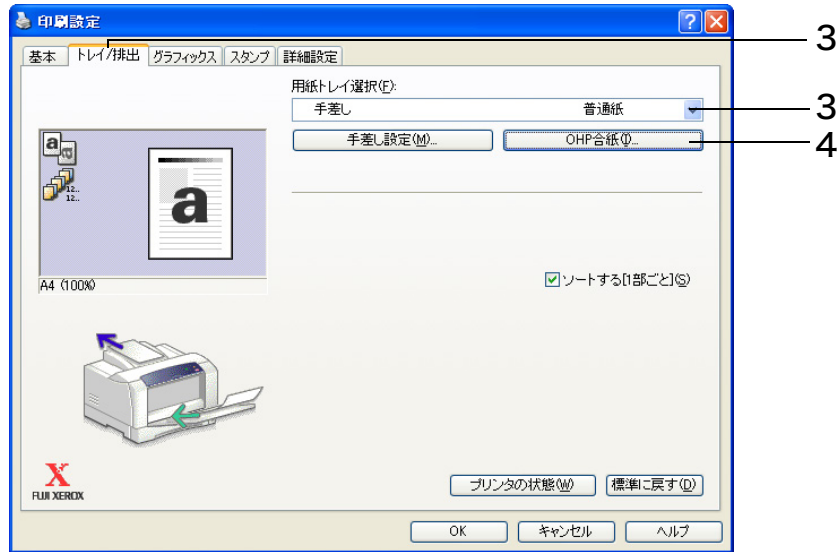 印刷設定
3
基本 トレイ/排出 グラフィックス スタンプ 詳細設定
用紙トレイ選択(F):
手差し 普通紙
3
手差し設定(M)... OHP合紙(I)...
4
a a
12..
12..
a
A4 (100%)
ソートする[1部ごと](S)
X
FUJI XEROX
プリンタの状態(W) 標準に戻す(D)
OK キャンセル ヘルプ